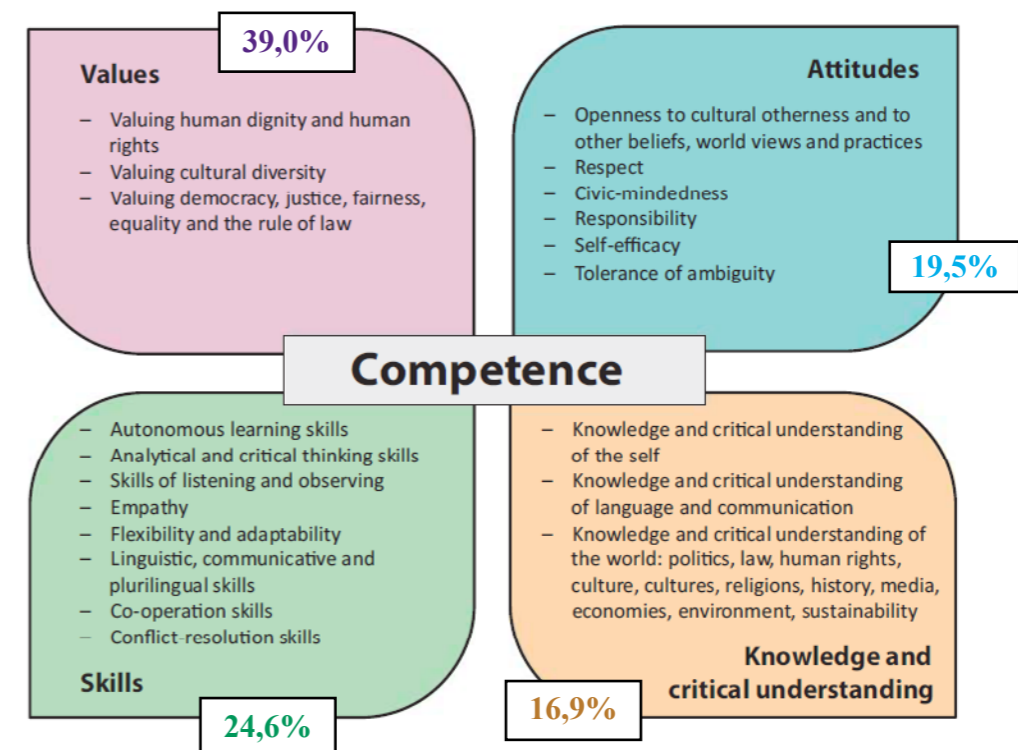 39,0%
Values
– Valuing human dignity and human
rights
– Valuing cultural diversity
– Valuing democracy, justice, fairness,
equality and the rule of law
Attitudes
– Openness to cultural otherness and to
other beliefs, world views and practices
– Respect
– Civic-mindedness
– Responsibility
– Self-efficacy
– Tolerance of ambiguity
19,5%
Competence
– Autonomous learning skills
– Analytical and critical thinking skills
– Skills of listening and observing
– Empathy
– Flexibility and adaptability
– Linguistic, communicative and
plurilingual skills
– Co-operation skills
– Conflict-resolution skills
Skills
24,6%
– Knowledge and critical understanding
of the self
– Knowledge and critical understanding
of language and communication
– Knowledge and critical understanding of
the world: politics, law, human rights,
culture, cultures, religions, history, media,
economies, environment, sustainability
Knowledge and
critical understanding
16,9%